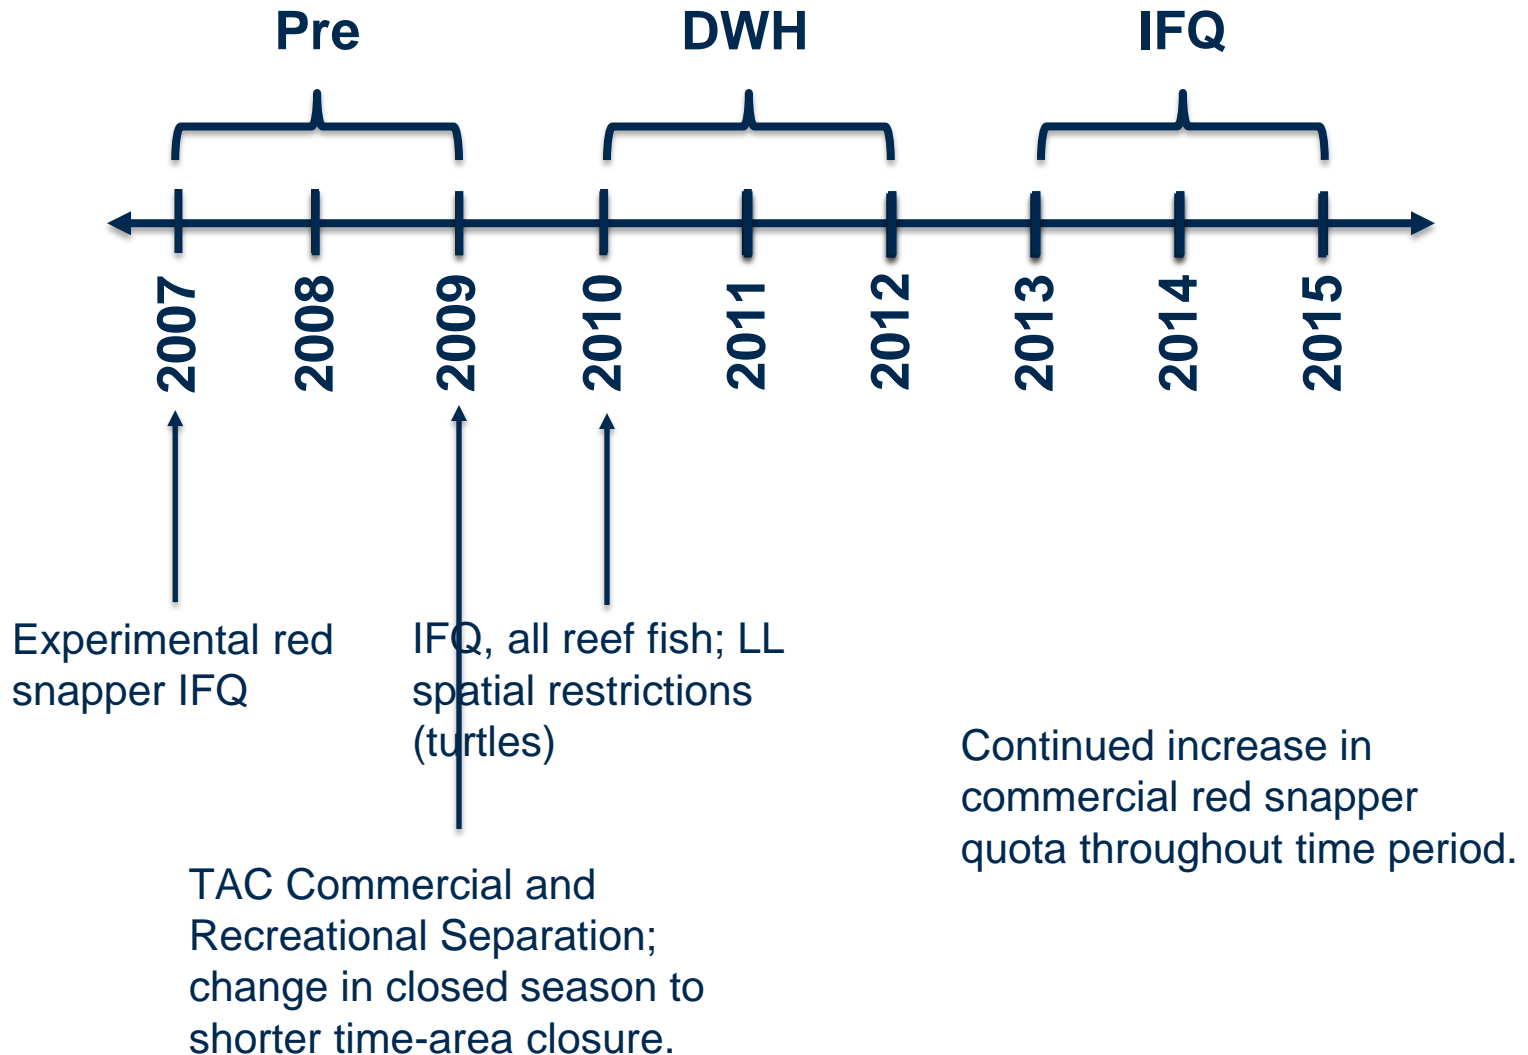 Pre
DWH
IFQ
2007
2008
2009
2010
2011
2012
2013
2014
2015
Experimental red
snapper IFQ
IFQ, all reef fish; LL
spatial restrictions
(turtles)
TAC Commercial and
Recreational Separation;
change in closed season to
shorter time-area closure.
Continued increase in
commercial red snapper
quota throughout time period.